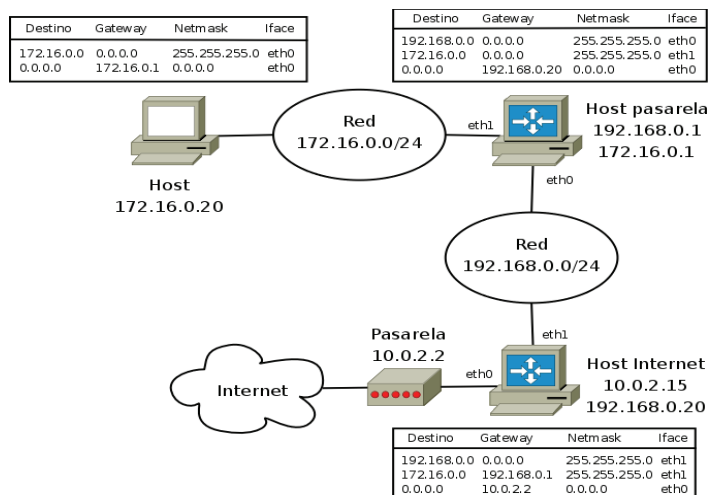 Destino Gateway Netmask Iface
172.16.0.0 0.0.0.0 255.255.255.0 eth0
0.0.0.0 172.16.0.1 0.0.0.0 eth0
Destino Gateway Netmask Iface
192.168.0.0 0.0.0.0 255.255.255.0 eth0
172.16.0.0 0.0.0.0 255.255.255.0 eth1
0.0.0.0 192.168.0.20 0.0.0.0 eth0
Host
172.16.0.20
Red
172.16.0.0/24
eth1
Host pasarela
192.168.0.1
172.16.0.1
eth0
Red
192.168.0.0/24
eth1
Internet
Pasarela
10.0.2.2
eth0
Host Internet
10.0.2.15
192.168.0.20
Destino Gateway Netmask Iface
192.168.0.0 0.0.0.0 255.255.255.0 eth1
172.16.0.0 192.168.0.1 255.255.255.0 eth1
0.0.0.0 10.0.2.2 0.0.0.0 eth0